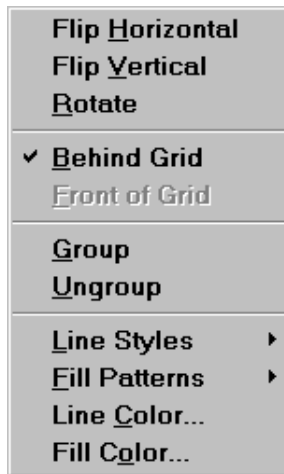 Flip Horizontal
Flip Vertical
Rotate
Behind Grid
Front of Grid
Group
Ungroup
Line Styles
Fill Patterns
Line Color...
Fill Color...